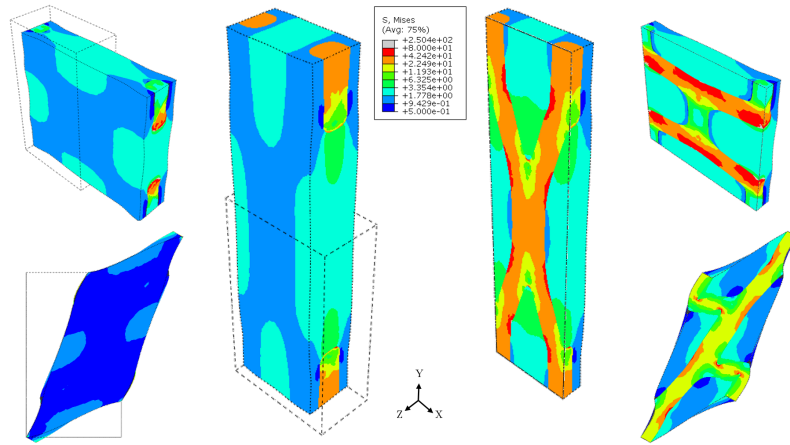 S, Mises
(Avg: 75%)
+2.504e+02
+8.000e+01
+4.242e+01
+2.249e+01
+1.193e+01
+6.325e+00
+3.354e+00
+1.778e+00
+9.429e-01
+5.000e-01
Y
Z
X